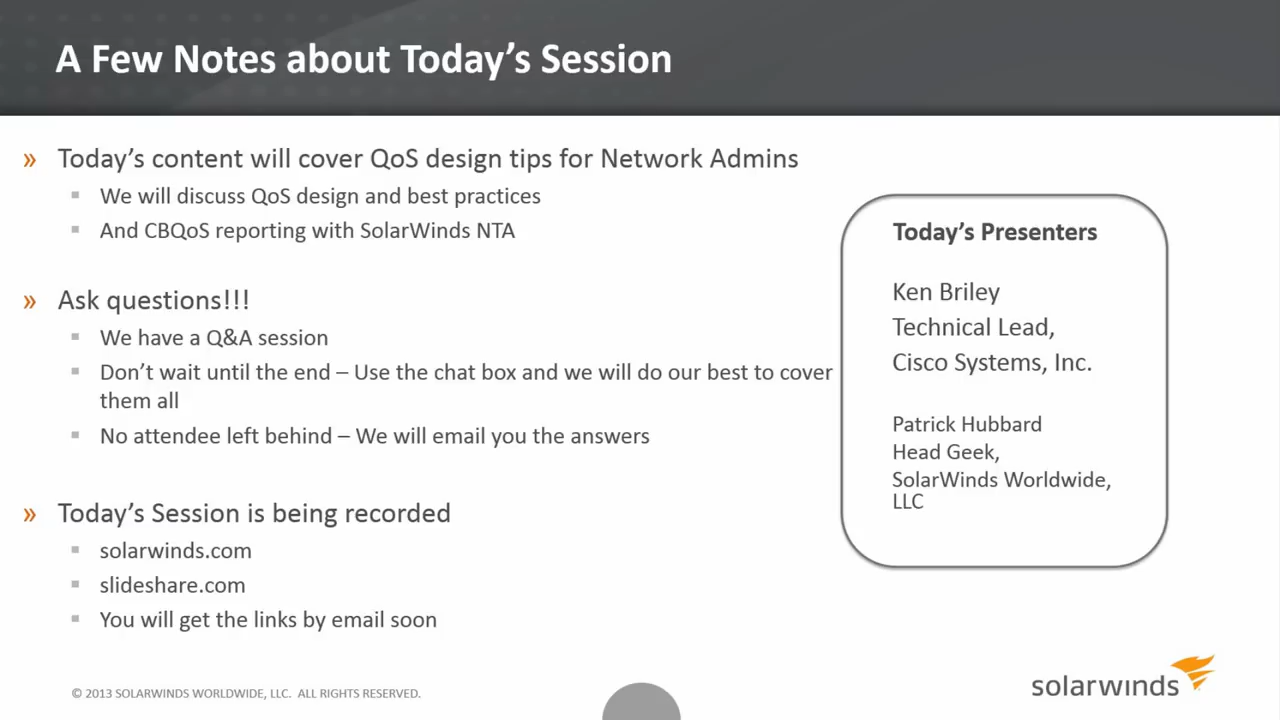 A Few Notes about Today’s Session
» Today’s content will cover QoS design tips for Network Admins
▪ We will discuss QoS design and best practices
▪ And CBQoS reporting with SolarWinds NTA
» Ask questions!!!
▪ We have a Q&A session
▪ Don’t wait until the end – Use the chat box and we will do our best to cover
them all
▪ No attendee left behind – We will email you the answers
» Today’s Session is being recorded
▪ solarwinds.com
▪ slideshare.com
▪ You will get the links by email soon
Today’s Presenters
Ken Briley
Technical Lead,
Cisco Systems, Inc.
Patrick Hubbard
Head Geek,
SolarWinds Worldwide,
LLC
© 2013 SOLARWINDS WORLDWIDE, LLC. ALL RIGHTS RESERVED.
solarwinds